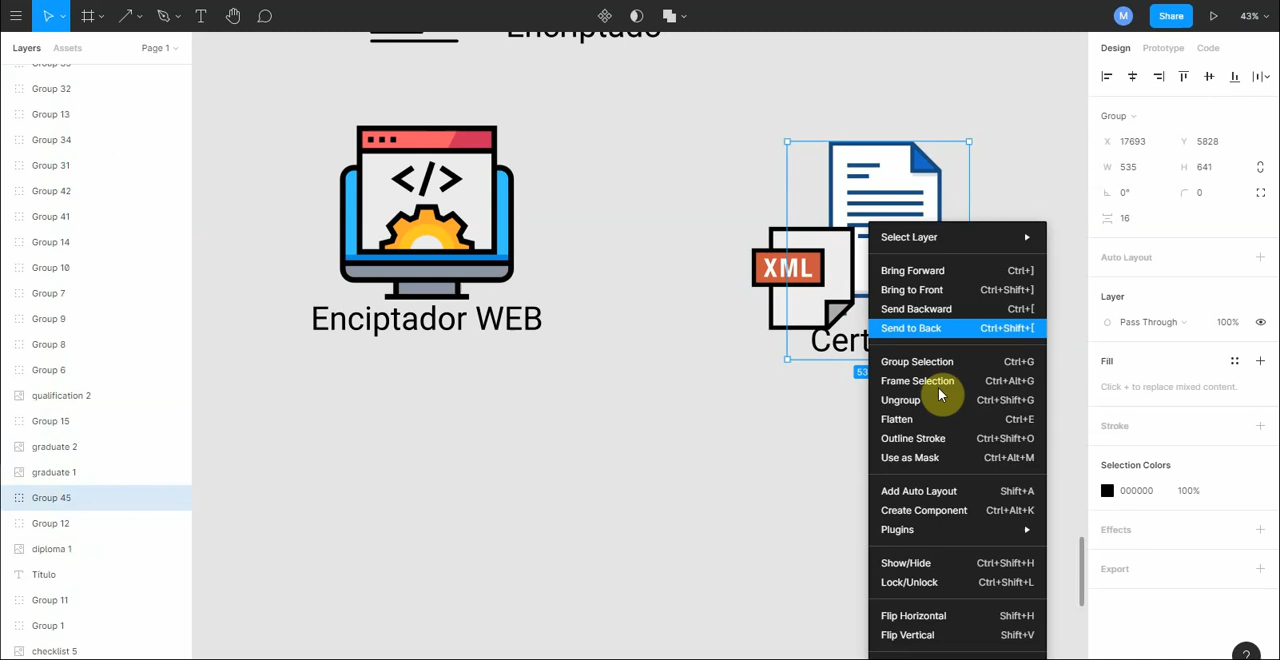 M
Share
43%
Layers
Assets
Page 1
Enciptado
Design
Prototype
Code
Group 32
Group 13
Group 34
Group 31
Group 42
Group 41
Group 14
Group 10
Group 7
Group 9
Group 8
Group 6
qualification 2
Group 15
graduate 2
graduate 1
Group 45
Group 12
diploma 1
Título
Group 11
Group 1
checklist 5
</>
Enciptador WEB
XML
Cert
53
Select Layer
Bring Forward Ctrl+]
Bring to Front Ctrl+Shift+]
Send Backward Ctrl+[
Send to Back Ctrl+Shift+[
Group Selection Ctrl+G
Frame Selection Ctrl+Alt+G
Ungroup Ctrl+Shift+G
Flatten Ctrl+E
Outline Stroke Ctrl+Shift+O
Use as Mask Ctrl+Alt+M
Add Auto Layout Shift+A
Create Component Ctrl+Alt+K
Plugins
Show/Hide Ctrl+Shift+H
Lock/Unlock Ctrl+Shift+L
Flip Horizontal Shift+H
Flip Vertical Shift+V
Group
X 17693 Y 5828
W 535 H 641
0° 0
16
Auto Layout
Layer
Pass Through 100%
Fill
Click + to replace mixed content.
Stroke
Selection Colors
000000 100%
Effects
Export
?